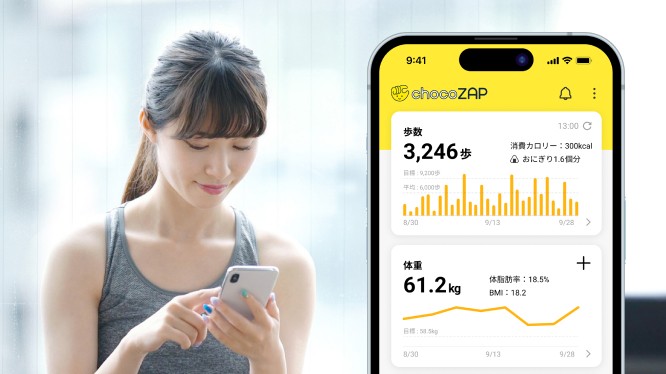 9:41
chocoZAP
歩数
13:00
3,246 歩
消費カロリー：300kcal
おにぎり1.6個分
目標：9,200歩
平均：6,000歩
8/30
9/13
9/28
体重
61.2 kg
体脂肪率：18.5%
BMI：18.2
目標：58.5kg
8/30
9/13
9/28